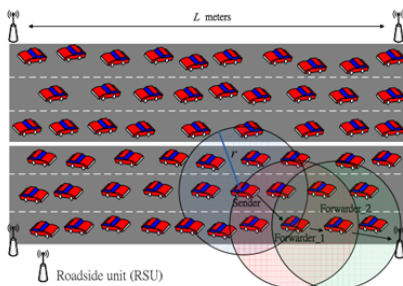 L meters
r
Sender
Forwarder_2
Forwarder_1
Roadside unit (RSU)